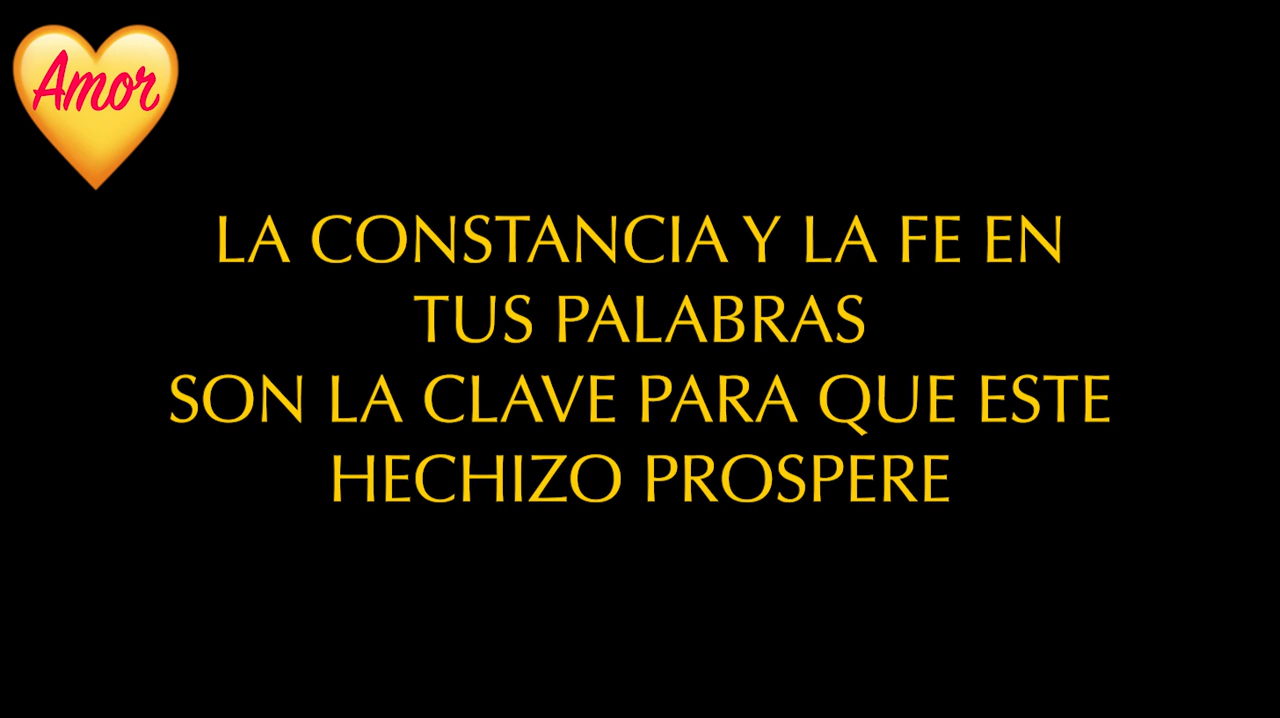 Amor
LA CONSTANCIA Y LA FE EN
TUS PALABRAS
SON LA CLAVE PARA QUE ESTE
HECHIZO PROSPERE